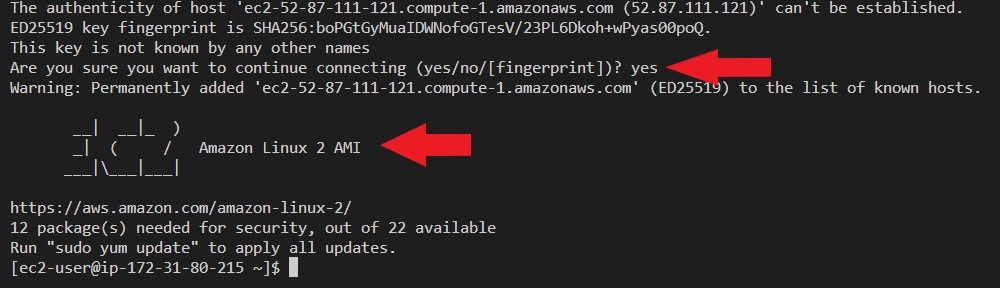 The authenticity of host 'ec2-52-87-111-121.compute-1.amazonaws.com (52.87.111.121)' can't be established.
ED25519 key fingerprint is SHA256:boPGtGyMuaIDWNofoGTesV/23PL6Dkoh+wPyas00poQ.
This key is not known by any other names
Are you sure you want to continue connecting (yes/no/[fingerprint])? yes
Warning: Permanently added 'ec2-52-87-111-121.compute-1.amazonaws.com' (ED25519) to the list of known hosts.
       __|  __|_  )
       _|  (     /   Amazon Linux 2 AMI
      ___|\___|___|
https://aws.amazon.com/amazon-linux-2/
12 package(s) needed for security, out of 22 available
Run "sudo yum update" to apply all updates.
[ec2-user@ip-172-31-80-215 ~]$